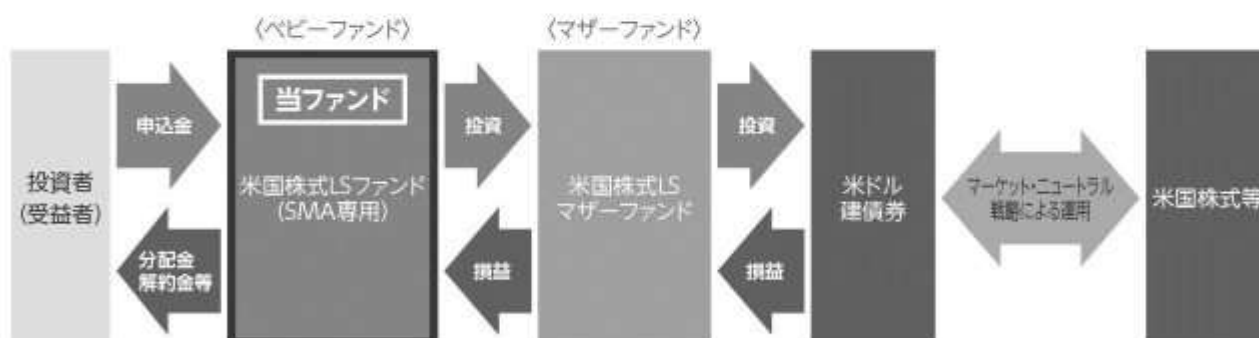 〈ベビーファンド〉
〈マザーファンド〉
投資者
(受益者)
申込金
分配金
解約金等
当ファンド
米国株式LSファンド
(SMA専用)
投資
損益
米国株式LS
マザーファンド
投資
損益
米ドル
建債券
マーケット・ニュートラル
戦略による運用
米国株式等